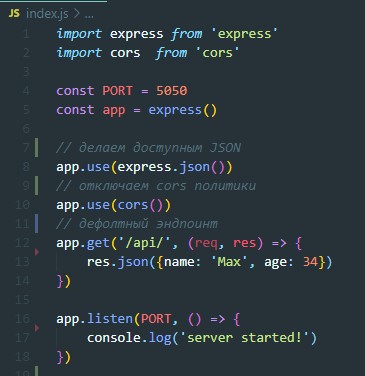 JS index.js > ...
1 import express from 'express'
2 import cors  from 'cors'
3
4 const PORT = 5050
5 const app = express()
6
7 // делаем доступным JSON
8 app.use(express.json())
9 // отключаем cors политики
10 app.use(cors())
11 // дефолтный эндпоинт
12 app.get('/api/', (req, res) => {
13     res.json({name: 'Max', age: 34})
14 })
15
16 app.listen(PORT, () => {
17     console.log('server started!')
18 })
19